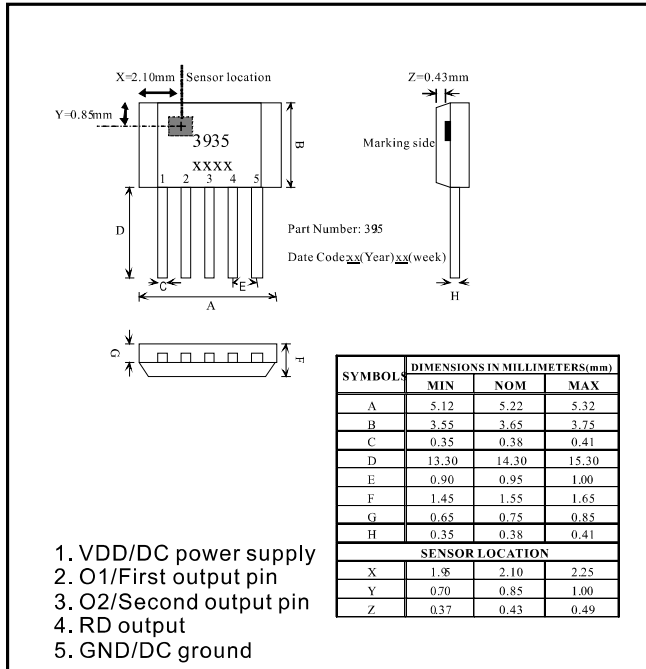 X=2.10mm Sensor location
Z=0.43mm
Y=0.85mm
3935
XXXX
1 2 3 4 5
B
Marking side
D
Part Number: 395
Date Code:xx(Year)xx(week)
C
E
H
A
G
F
SYMBOLS DIMENSIONS IN MILLIMETERS(mm)
MIN NOM MAX
A 5.12 5.22 5.32
B 3.55 3.65 3.75
C 0.35 0.38 0.41
D 13.30 14.30 15.30
E 0.90 0.95 1.00
F 1.45 1.55 1.65
G 0.65 0.75 0.85
H 0.35 0.38 0.41
SENSOR LOCATION
X 1.95 2.10 2.25
Y 0.70 0.85 1.00
Z 0.37 0.43 0.49
1. VDD/DC power supply
2. O1/First output pin
3. O2/Second output pin
4. RD output
5. GND/DC ground